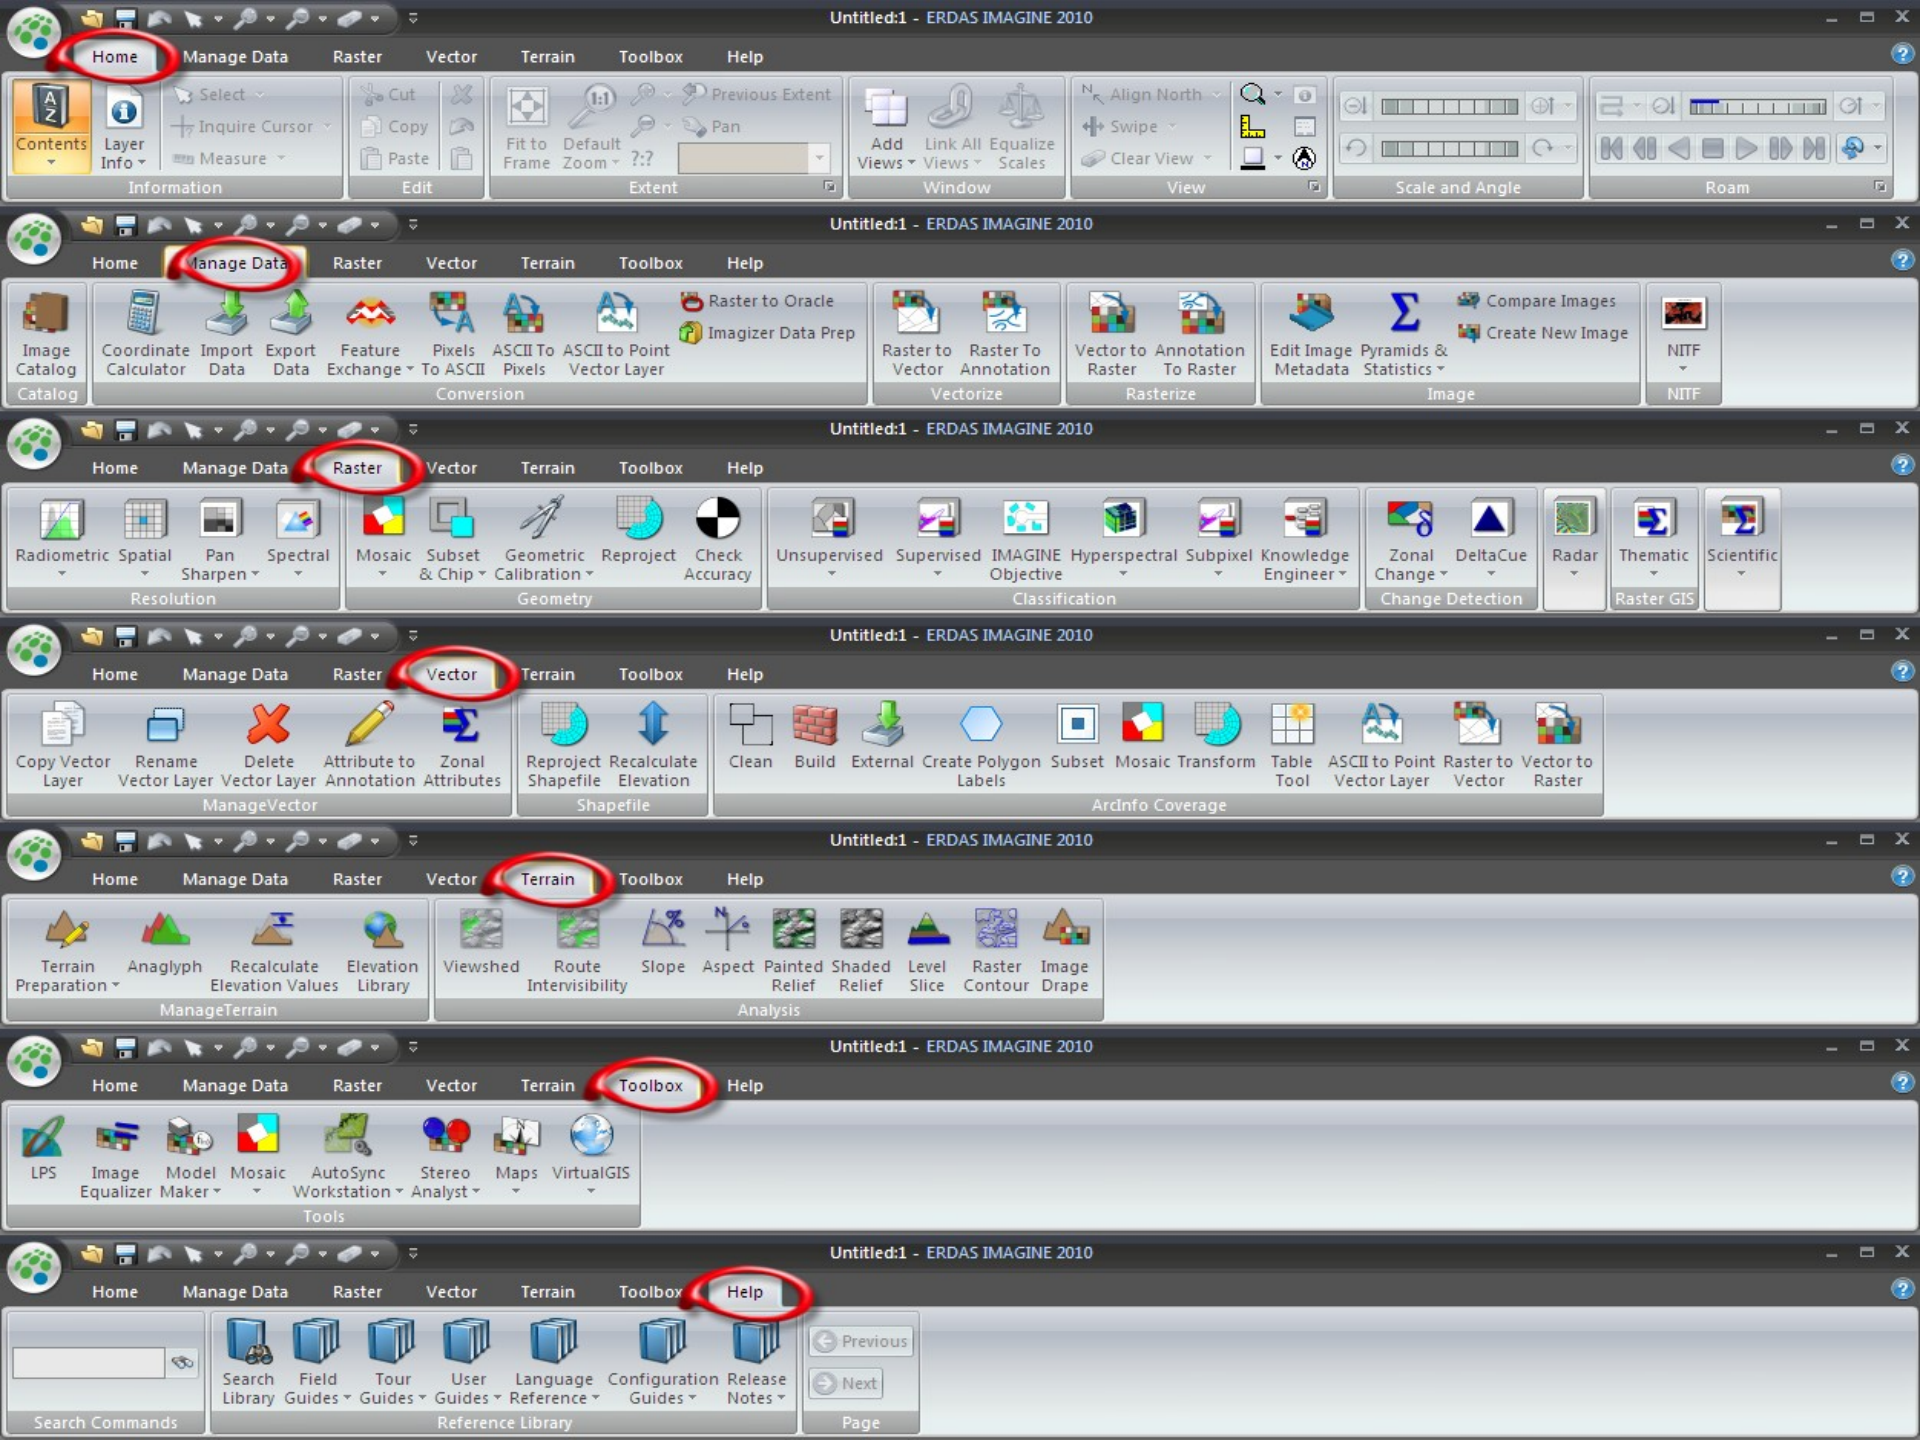 Untitled:1 - ERDAS IMAGINE 2010
Home Manage Data Raster Vector Terrain Toolbox Help
Contents
Layer Info
Select
Inquire Cursor
Measure
Information
Cut
Copy
Paste
Edit
Fit to Frame
1:1
Default Zoom
?:?
Previous Extent
Pan
Extent
Add Views
Link All Views
Equalize Scales
Window
Align North
Swipe
Clear View
View
Scale and Angle
Roam
Untitled:1 - ERDAS IMAGINE 2010
Home Manage Data Raster Vector Terrain Toolbox Help
Image Catalog
Catalog
Coordinate Calculator
Import Data
Export Data
Feature Exchange
Pixels To ASCII
ASCII To Pixels
ASCII to Point Vector Layer
Raster to Oracle
Imagizer Data Prep
Conversion
Raster to Vector
Raster To Annotation
Vectorize
Vector to Raster
Annotation To Raster
Rasterize
Edit Image Metadata
Pyramids & Statistics
Compare Images
Create New Image
Image
NITF
NITF
Untitled:1 - ERDAS IMAGINE 2010
Home Manage Data Raster Vector Terrain Toolbox Help
Radiometric
Spatial
Pan Sharpen
Spectral
Resolution
Mosaic
Subset & Chip
Geometric Calibration
Reproject
Check Accuracy
Geometry
Unsupervised
Supervised
IMAGINE Objective
Hyperspectral
Subpixel
Knowledge Engineer
Classification
Zonal Change
DeltaCue
Change Detection
Radar
Thematic
Raster GIS
Scientific
Untitled:1 - ERDAS IMAGINE 2010
Home Manage Data Raster Vector Terrain Toolbox Help
Copy Vector Layer
Rename Vector Layer
Delete Vector Layer
Attribute to Annotation
Zonal Attributes
ManageVector
Reproject Shapefile
Recalculate Elevation
Shapefile
Clean
Build
External
Create Polygon Labels
Subset
Mosaic
Transform
Table Tool
ASCII to Point Vector Layer
Raster to Vector
Vector to Raster
ArcInfo Coverage
Untitled:1 - ERDAS IMAGINE 2010
Home Manage Data Raster Vector Terrain Toolbox Help
Terrain Preparation
Anaglyph
Recalculate Elevation Values
Elevation Library
ManageTerrain
Viewshed
Route Intervisibility
Slope
Aspect
Painted Relief
Shaded Relief
Level Slice
Raster Contour
Image Drape
Analysis
Untitled:1 - ERDAS IMAGINE 2010
Home Manage Data Raster Vector Terrain Toolbox Help
LPS
Image Equalizer
Model Maker
Mosaic
AutoSync Workstation
Stereo Analyst
Maps
VirtualGIS
Tools
Untitled:1 - ERDAS IMAGINE 2010
Home Manage Data Raster Vector Terrain Toolbox Help
Search Commands
Search Library
Field Guides
Tour Guides
User Guides
Language Reference
Configuration Guides
Release Notes
Reference Library
Previous
Next
Page